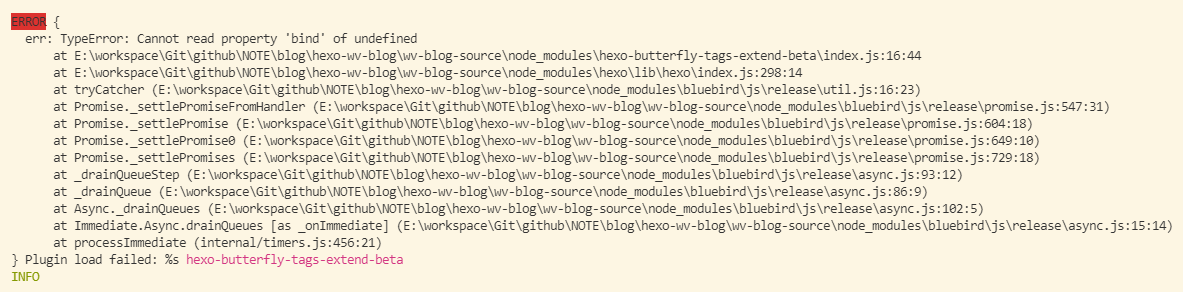 ERROR {
  err: TypeError: Cannot read property 'bind' of undefined
      at E:\workspace\Git\github\NOTE\blog\hexo-wv-blog\wv-blog-source\node_modules\hexo-butterfly-tags-extend-beta\index.js:16:44
      at E:\workspace\Git\github\NOTE\blog\hexo-wv-blog\wv-blog-source\node_modules\hexo\lib\hexo\index.js:298:14
      at tryCatcher (E:\workspace\Git\github\NOTE\blog\hexo-wv-blog\wv-blog-source\node_modules\bluebird\js\release\util.js:16:23)
      at Promise._settlePromiseFromHandler (E:\workspace\Git\github\NOTE\blog\hexo-wv-blog\wv-blog-source\node_modules\bluebird\js\release\promise.js:547:31)
      at Promise._settlePromise (E:\workspace\Git\github\NOTE\blog\hexo-wv-blog\wv-blog-source\node_modules\bluebird\js\release\promise.js:604:18)
      at Promise._settlePromise0 (E:\workspace\Git\github\NOTE\blog\hexo-wv-blog\wv-blog-source\node_modules\bluebird\js\release\promise.js:649:10)
      at Promise._settlePromises (E:\workspace\Git\github\NOTE\blog\hexo-wv-blog\wv-blog-source\node_modules\bluebird\js\release\promise.js:729:18)
      at _drainQueueStep (E:\workspace\Git\github\NOTE\blog\hexo-wv-blog\wv-blog-source\node_modules\bluebird\js\release\async.js:93:12)
      at _drainQueue (E:\workspace\Git\github\NOTE\blog\hexo-wv-blog\wv-blog-source\node_modules\bluebird\js\release\async.js:86:9)
      at Async._drainQueues (E:\workspace\Git\github\NOTE\blog\hexo-wv-blog\wv-blog-source\node_modules\bluebird\js\release\async.js:102:5)
      at Immediate.Async.drainQueues [as _onImmediate] (E:\workspace\Git\github\NOTE\blog\hexo-wv-blog\wv-blog-source\node_modules\bluebird\js\release\async.js:15:14)
      at processImmediate (internal/timers.js:456:21)
} Plugin load failed: %s hexo-butterfly-tags-extend-beta
INFO